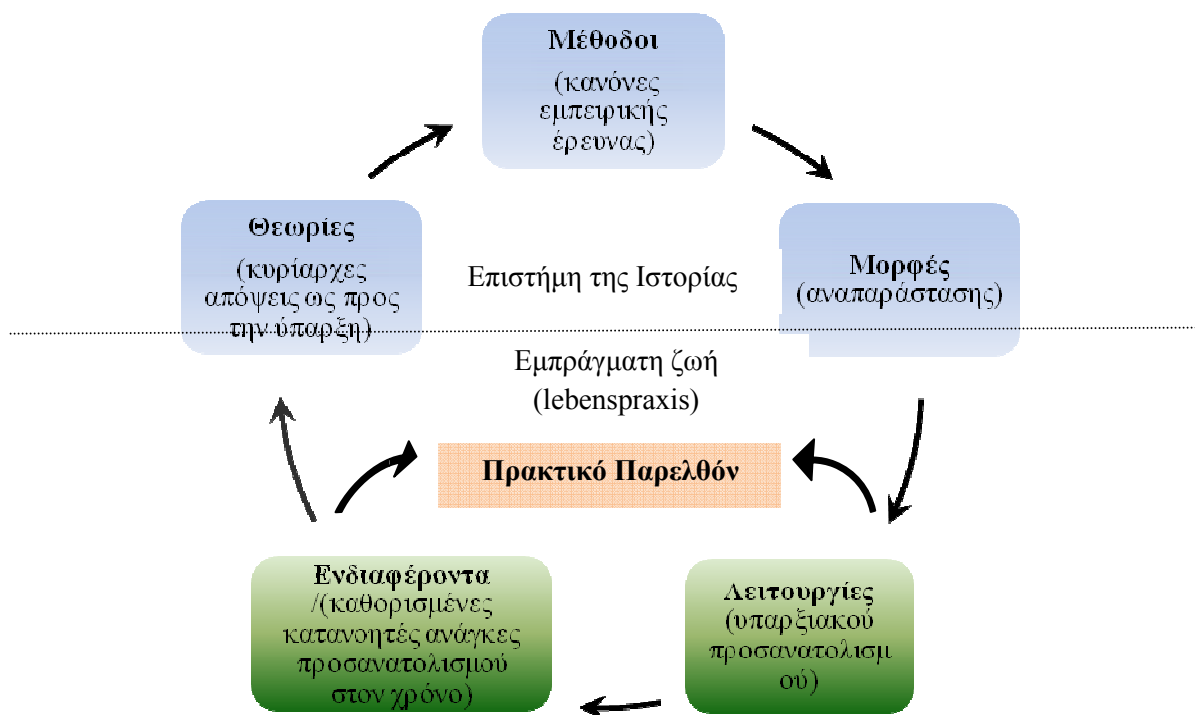 Μέθοδοι
(κανόνες
εμπειρικής
έρευνας)
Θεωρίες
(κυρίαρχες
απόψεις ως προς
την ύπαρξη)
Επιστήμη της Ιστορίας
Μορφές
(αναπαράστασης)
Εμπράγματη ζωή
(lebenspraxis)
Πρακτικό Παρελθόν
Ενδιαφέροντα
/(καθορισμένες
κατανοητές ανάγκες
προσανατολισμού
στον χρόνο)
Λειτουργίες
(υπαρξιακού
προσανατολισμ
ού)